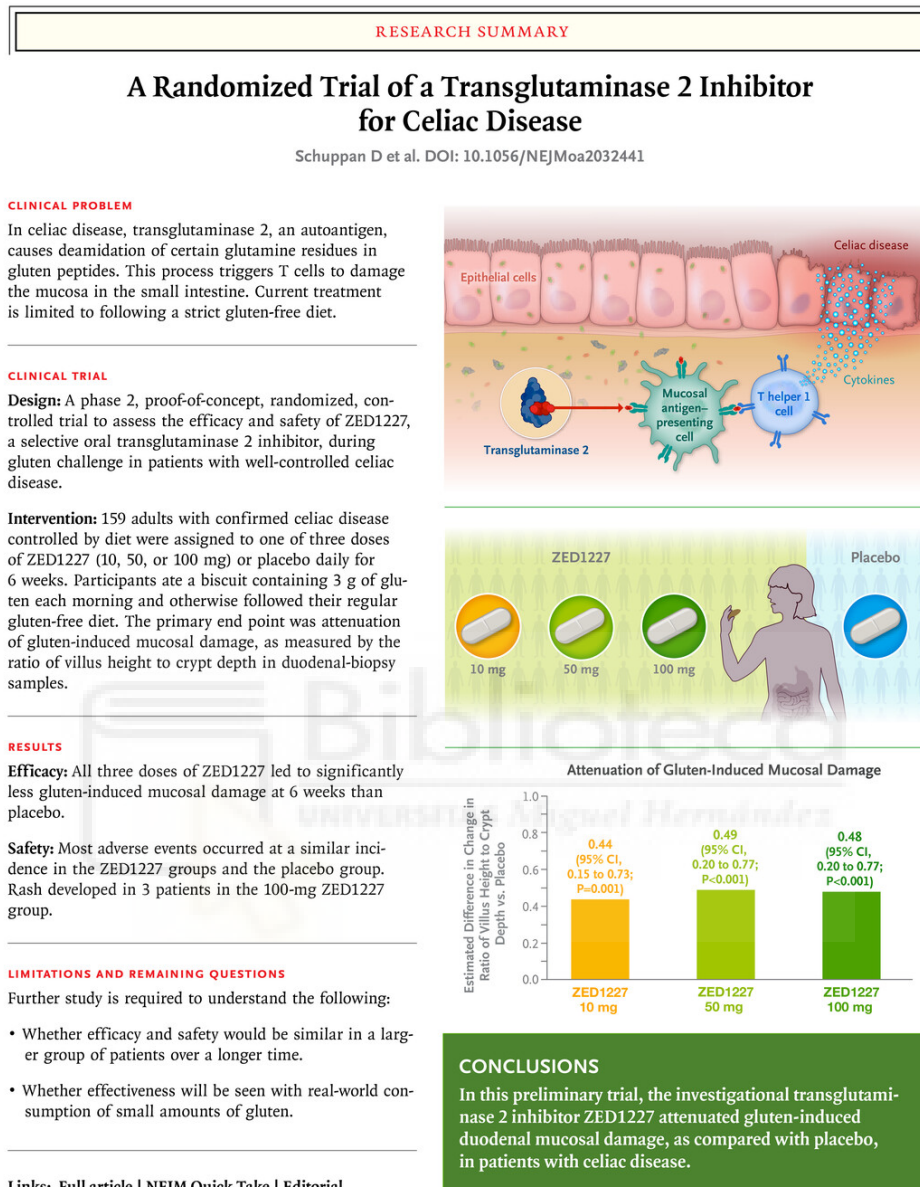 RESEARCH SUMMARY
A Randomized Trial of a Transglutaminase 2 Inhibitor
for Celiac Disease
Schuppan D et al. DOI: 10.1056/NEJMoa2032441
CLINICAL PROBLEM
In celiac disease, transglutaminase 2, an autoantigen,
causes deamidation of certain glutamine residues in
gluten peptides. This process triggers T cells to damage
the mucosa in the small intestine. Current treatment
is limited to following a strict gluten-free diet.
CLINICAL TRIAL
Design: A phase 2, proof-of-concept, randomized, con-
trolled trial to assess the efficacy and safety of ZED1227,
a selective oral transglutaminase 2 inhibitor, during
gluten challenge in patients with well-controlled celiac
disease.
Intervention: 159 adults with confirmed celiac disease
controlled by diet were assigned to one of three doses
of ZED1227 (10, 50, or 100 mg) or placebo daily for
6 weeks. Participants ate a biscuit containing 3 g of glu-
ten each morning and otherwise followed their regular
gluten-free diet. The primary end point was attenuation
of gluten-induced mucosal damage, as measured by the
ratio of villus height to crypt depth in duodenal-biopsy
samples.
RESULTS
Efficacy: All three doses of ZED1227 led to significantly
less gluten-induced mucosal damage at 6 weeks than
placebo.
Safety: Most adverse events occurred at a similar inci-
dence in the ZED1227 groups and the placebo group.
Rash developed in 3 patients in the 100-mg ZED1227
group.
LIMITATIONS AND REMAINING QUESTIONS
Further study is required to understand the following:
• Whether efficacy and safety would be similar in a larg-
er group of patients over a longer time.
• Whether effectiveness will be seen with real-world con-
sumption of small amounts of gluten.
Links: Full article | NEJM Quick Take | Editorial
Celiac disease
Epithelial cells
Cytokines
Mucosal
antigen–
presenting
cell
T helper 1
cell
Transglutaminase 2
ZED1227
Placebo
10 mg
50 mg
100 mg
Biblioteca
UNIVERSITAS Miguel Hernández
Attenuation of Gluten-Induced Mucosal Damage
Estimated Difference in Change in
Ratio of Villus Height to Crypt
Depth vs. Placebo
1.0
0.8
0.6
0.4
0.2
0.0
0.44
(95% CI,
0.15 to 0.73;
P=0.001)
0.49
(95% CI,
0.20 to 0.77;
P<0.001)
0.48
(95% CI,
0.20 to 0.77;
P<0.001)
ZED1227
10 mg
ZED1227
50 mg
ZED1227
100 mg
CONCLUSIONS
In this preliminary trial, the investigational transglutami-
nase 2 inhibitor ZED1227 attenuated gluten-induced
duodenal mucosal damage, as compared with placebo,
in patients with celiac disease.